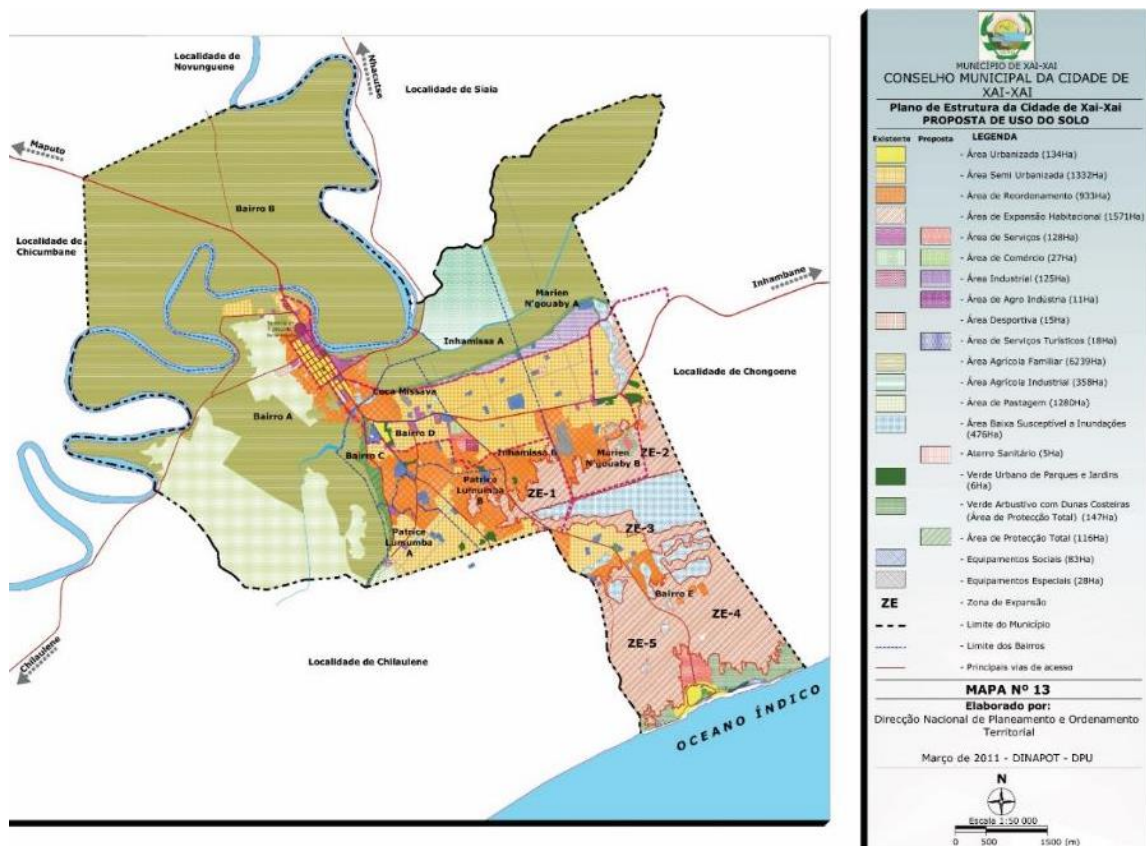 Localidade de
Novunguene
Nhacutse
Localidade de Siaia
Maputo
Bairro B
Localidade de
Chicumbane
Inhambane
Marien
N'gouaby A
Inhamissa A
Localidade de Chongoene
Coca Missava
Bairro A
Bairro D
Bairro C
Inhamissa B
Marien
N'gouaby B
ZE-2
Patrice
Lumumba
B
ZE-1
ZE-3
Patrice
Lumumba
A
Bairro E
ZE-4
ZE-5
Chilaulene
Localidade de Chilaulene
OCEANO ÍNDICO
MUNICÍPIO DE XAI-XAI
CONSELHO MUNICIPAL DA CIDADE DE
XAI-XAI
Plano de Estrutura da Cidade de Xai-Xai
PROPOSTA DE USO DO SOLO
Existente Proposta LEGENDA
- Área Urbanizada (134Ha)
- Área Semi Urbanizada (1332Ha)
- Área de Reordenamento (933Ha)
- Área de Expansão Habitacional (1571Ha)
- Área de Serviços (128Ha)
- Área de Comércio (27Ha)
- Área Industrial (125Ha)
- Área de Agro Indústria (11Ha)
- Área Desportiva (15Ha)
- Área de Serviços Turísticos (18Ha)
- Área Agrícola Familiar (6239Ha)
- Área Agrícola Industrial (358Ha)
- Área de Pastagem (1280Ha)
- Área Baixa Susceptível a Inundações
(476Ha)
- Aterro Sanitário (5Ha)
- Verde Urbano de Parques e Jardins
(6Ha)
- Verde Arbustivo com Dunas Costeiras
(Área de Protecção Total) (147Ha)
- Área de Protecção Total (116Ha)
- Equipamentos Sociais (83Ha)
- Equipamentos Especiais (28Ha)
ZE - Zona de Expansão
- Limite do Município
- Limite dos Bairros
- Principais vias de acesso
MAPA Nº 13
Elaborado por:
Direcção Nacional de Planeamento e Ordenamento
Territorial
Março de 2011 - DINAPOT - DPU
N
Escala 1:50 000
0 500 1500 (m)